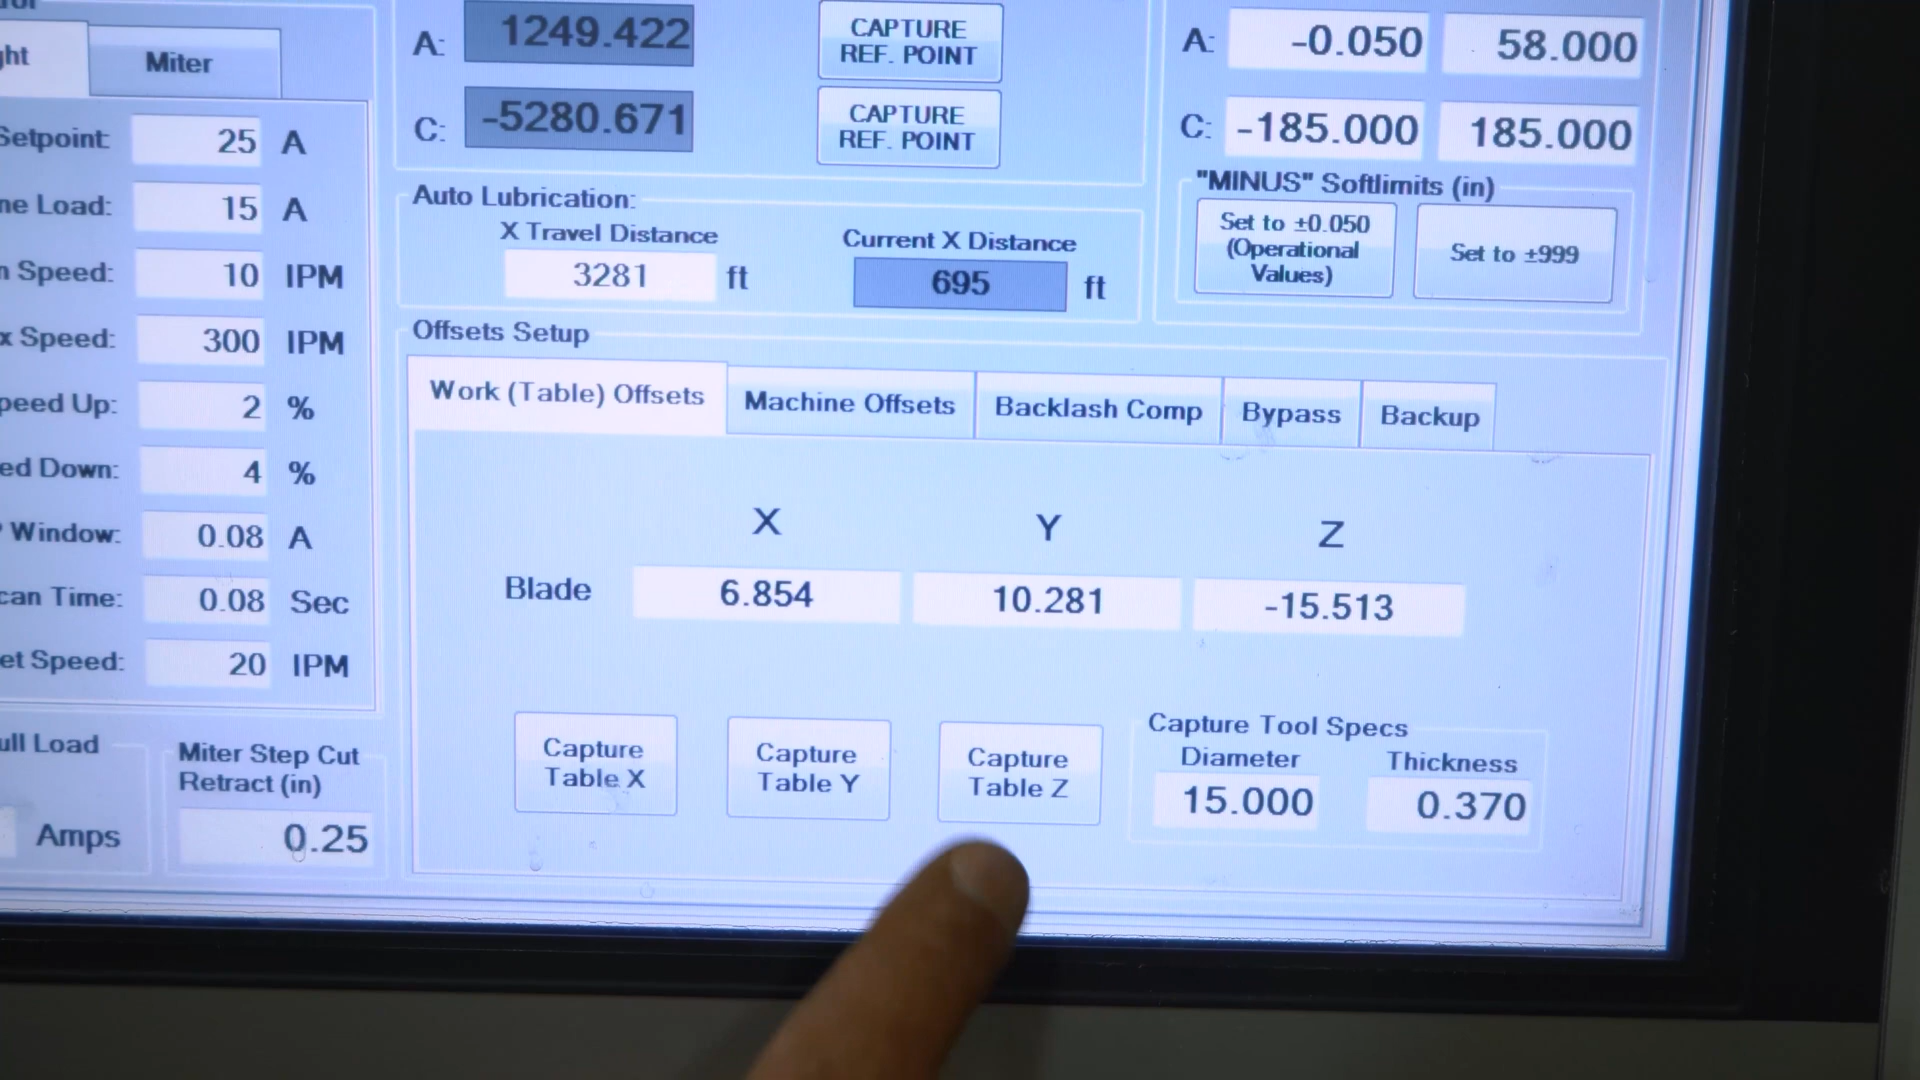 ght
Miter
Setpoint: 25 A
ne Load: 15 A
n Speed: 10 IPM
x Speed: 300 IPM
peed Up: 2 %
ed Down: 4 %
Window: 0.08 A
can Time: 0.08 Sec
et Speed: 20 IPM
ull Load
Amps
Miter Step Cut
Retract (in)
0.25
A: 1249.422
CAPTURE
REF. POINT
C: -5280.671
CAPTURE
REF. POINT
Auto Lubrication:
X Travel Distance
3281 ft
Current X Distance
695 ft
A: -0.050 58.000
C: -185.000 185.000
"MINUS" Softlimits (in)
Set to ±0.050
(Operational
Values)
Set to ±999
Offsets Setup
Work (Table) Offsets
Machine Offsets
Backlash Comp
Bypass
Backup
X Y Z
Blade 6.854 10.281 -15.513
Capture
Table X
Capture
Table Y
Capture
Table Z
Capture Tool Specs
Diameter Thickness
15.000 0.370